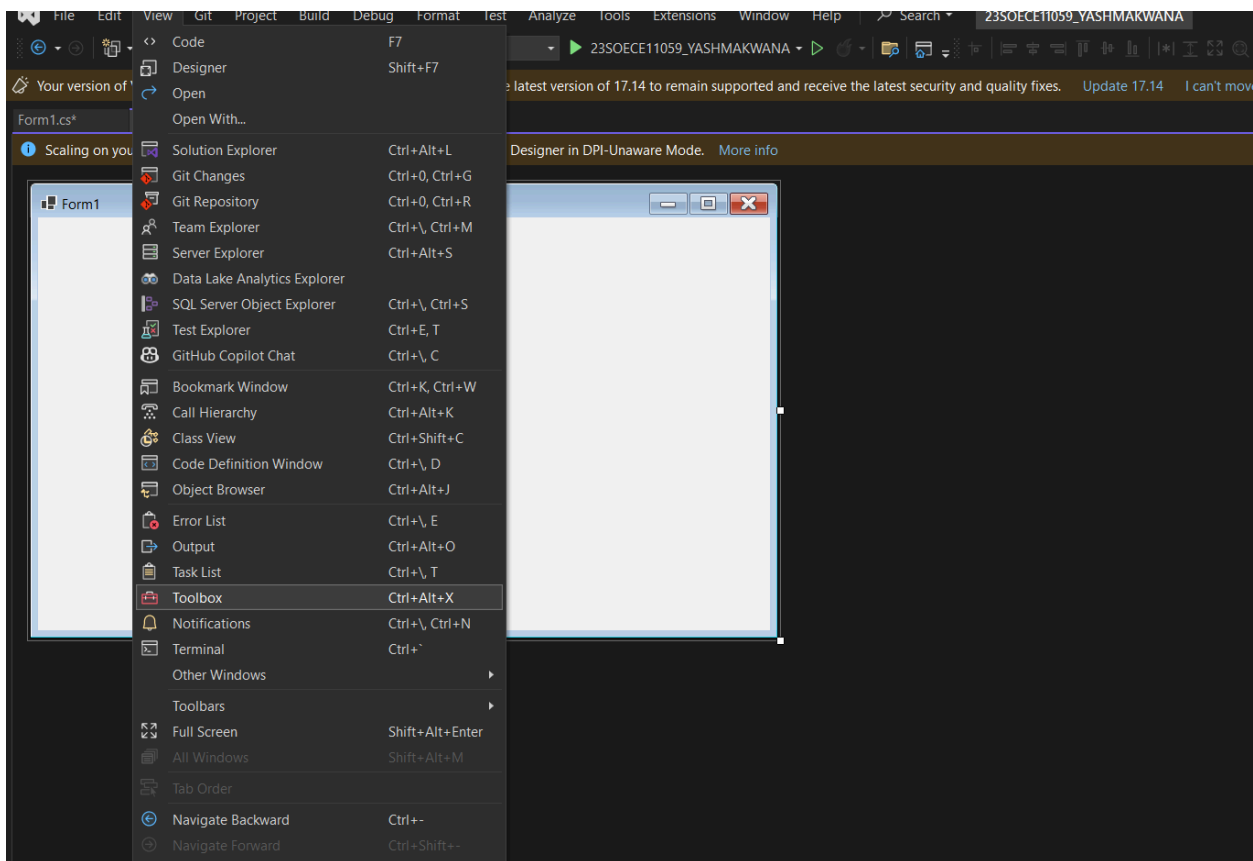 File Edit View Git Project Build Debug Format Test Analyze Tools Extensions Window Help Search 23SOECE11059_YASHMAKWANA
23SOECE11059_YASHMAKWANA
Your version of
e latest version of 17.14 to remain supported and receive the latest security and quality fixes. Update 17.14 I can't move
Form1.cs*
Scaling on you
Designer in DPI-Unaware Mode. More info
Form1
Code F7
Designer Shift+F7
Open
Open With...
Solution Explorer Ctrl+Alt+L
Git Changes Ctrl+0, Ctrl+G
Git Repository Ctrl+0, Ctrl+R
Team Explorer Ctrl+\, Ctrl+M
Server Explorer Ctrl+Alt+S
Data Lake Analytics Explorer
SQL Server Object Explorer Ctrl+\, Ctrl+S
Test Explorer Ctrl+E, T
GitHub Copilot Chat Ctrl+\, C
Bookmark Window Ctrl+K, Ctrl+W
Call Hierarchy Ctrl+Alt+K
Class View Ctrl+Shift+C
Code Definition Window Ctrl+\, D
Object Browser Ctrl+Alt+J
Error List Ctrl+\, E
Output Ctrl+Alt+O
Task List Ctrl+\, T
Toolbox Ctrl+Alt+X
Notifications Ctrl+\, Ctrl+N
Terminal Ctrl+`
Other Windows
Toolbars
Full Screen Shift+Alt+Enter
All Windows Shift+Alt+M
Tab Order
Navigate Backward Ctrl+-
Navigate Forward Ctrl+Shift+-